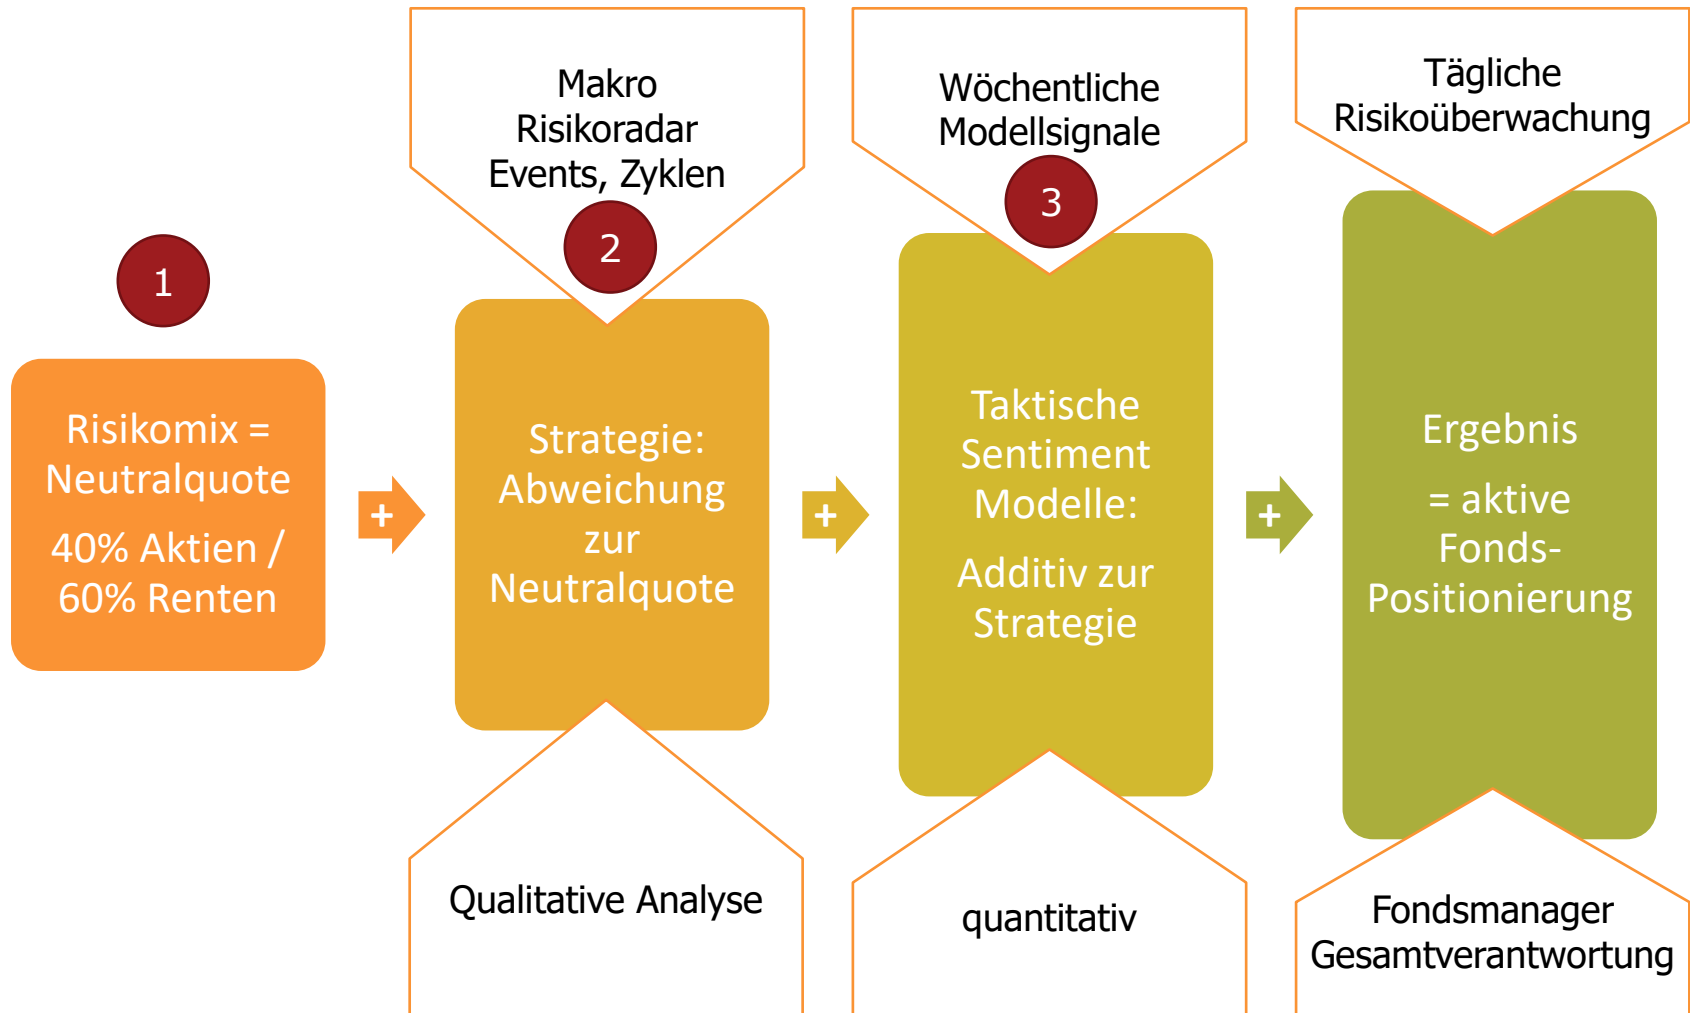 1
Risikomix =
Neutralquote
40% Aktien /
60% Renten
+
Makro
Risikoradar
Events, Zyklen
2
Strategie:
Abweichung
zur
Neutralquote
Qualitative Analyse
+
Wöchentliche
Modellsignale
3
Taktische
Sentiment
Modelle:
Additiv zur
Strategie
quantitativ
+
Tägliche
Risikoüberwachung
Ergebnis
= aktive
Fonds-
Positionierung
Fondsmanager
Gesamtverantwortung